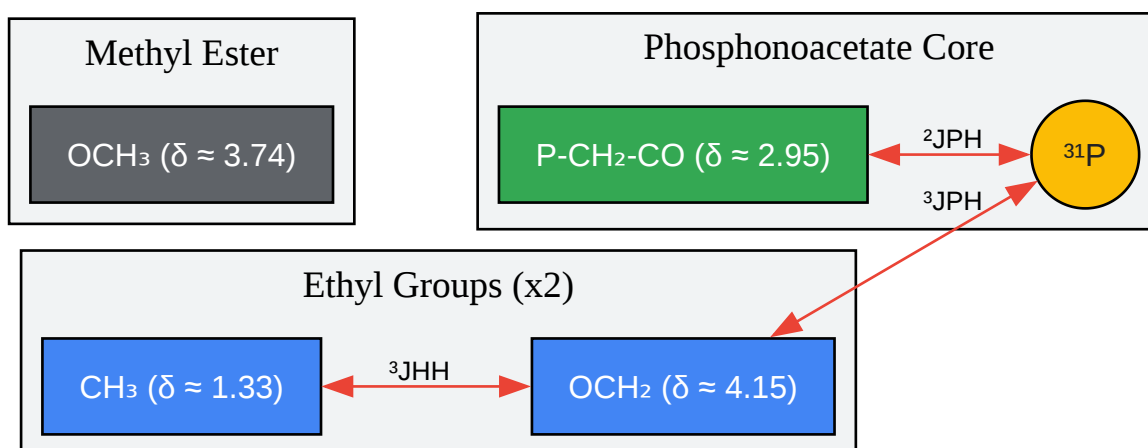 Methyl Ester
OCH₃ (δ ≈ 3.74)
Phosphonoacetate Core
P-CH₂-CO (δ ≈ 2.95)
²JPH
³¹P
³JPH
Ethyl Groups (x2)
CH₃ (δ ≈ 1.33)
³JHH
OCH₂ (δ ≈ 4.15)